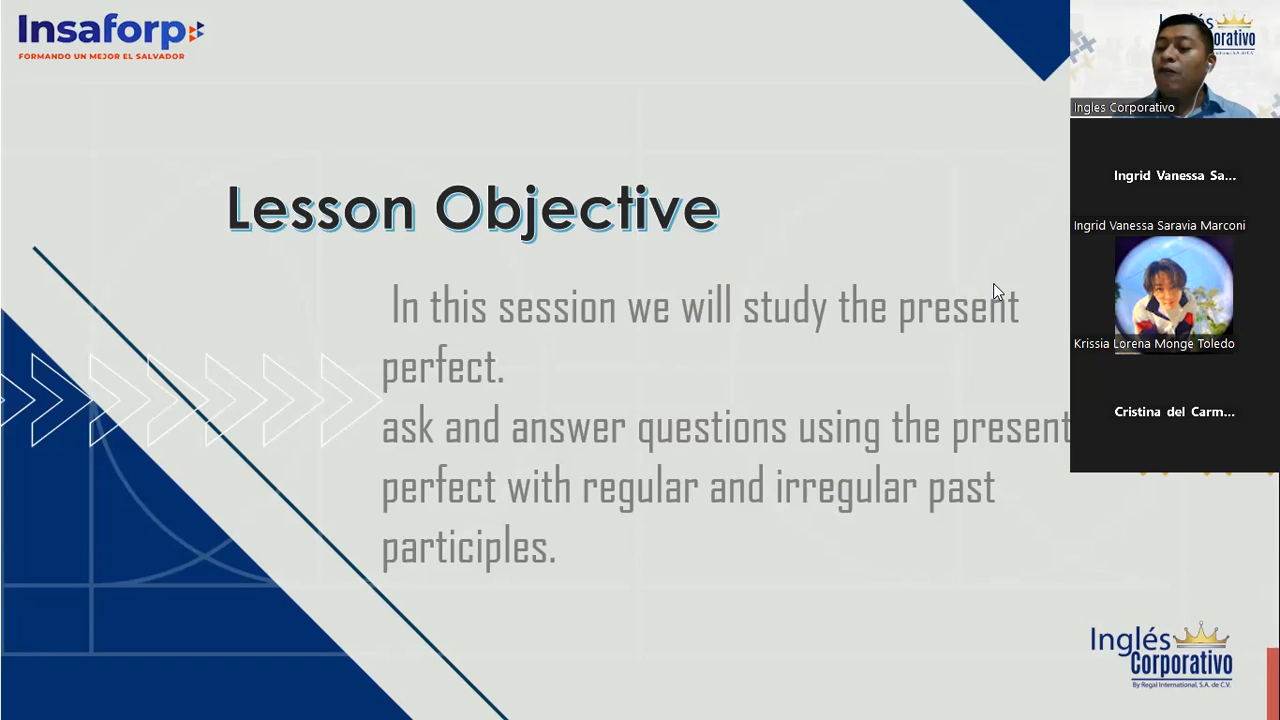 Insaforp
FORMANDO UN MEJOR EL SALVADOR
Lesson Objective
In this session we will study the present
perfect.
ask and answer questions using the present
perfect with regular and irregular past
participles.
Ingles Corporativo
Ingrid Vanessa Sa...
Ingrid Vanessa Saravia Marconi
Krissia Lorena Monge Toledo
Cristina del Carm...
Inglés
Corporativo
By Regal International, S.A. de C.V.